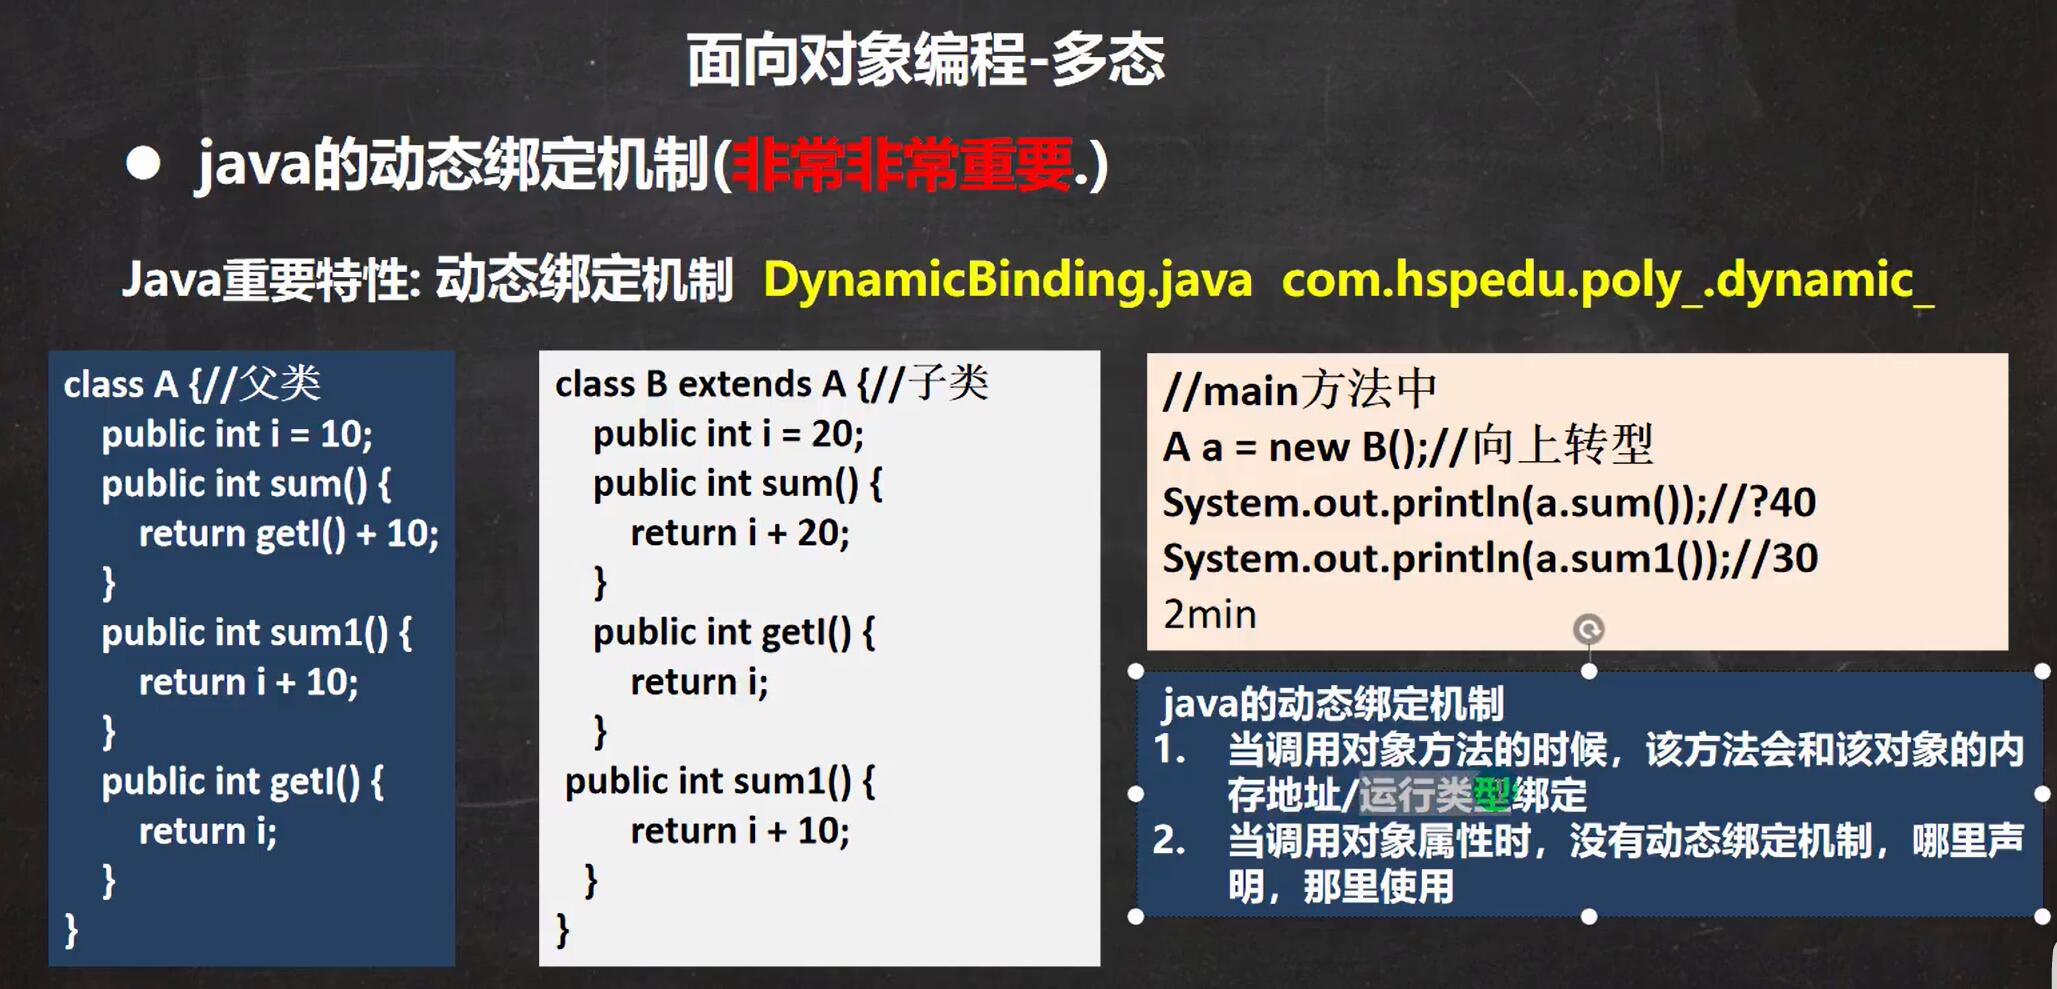 面向对象编程-多态
● java的动态绑定机制(非常非常重要.)
Java重要特性: 动态绑定机制 DynamicBinding.java com.hspedu.poly_.dynamic_
class A {//父类
public int i = 10;
public int sum() {
return getI() + 10;
}
public int sum1() {
return i + 10;
}
public int getI() {
return i;
}
}
class B extends A {//子类
public int i = 20;
public int sum() {
return i + 20;
}
public int getI() {
return i;
}
public int sum1() {
return i + 10;
}
}
//main方法中
A a = new B();//向上转型
System.out.println(a.sum());//?40
System.out.println(a.sum1());//30
2min
java的动态绑定机制
1. 当调用对象方法的时候，该方法会和该对象的内
存地址/运行类型绑定
2. 当调用对象属性时，没有动态绑定机制，哪里声
明，那里使用